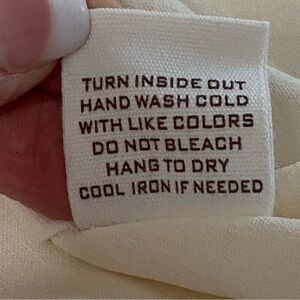 TURN INSIDE OUT
HAND WASH COLD
WITH LIKE COLORS
DO NOT BLEACH
HANG TO DRY
COOL IRON IF NEEDED